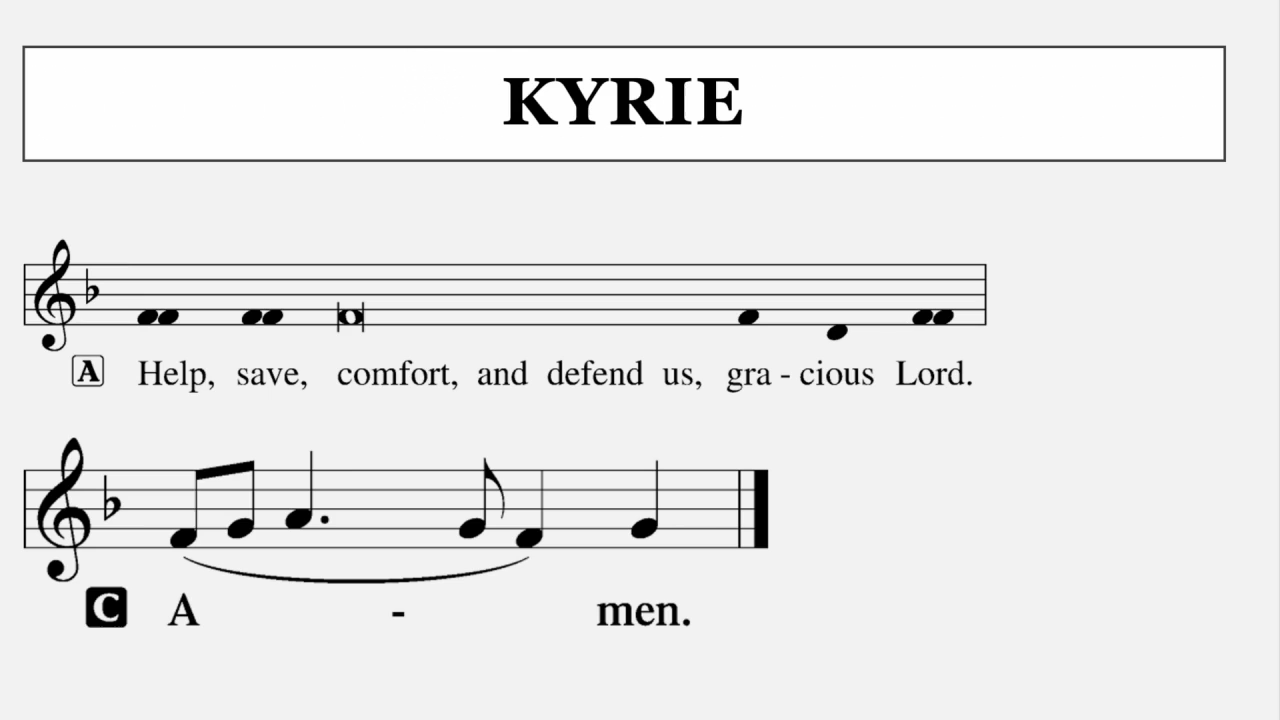 KYRIE
A Help, save, comfort, and defend us, gra - cious Lord.
C A - men.